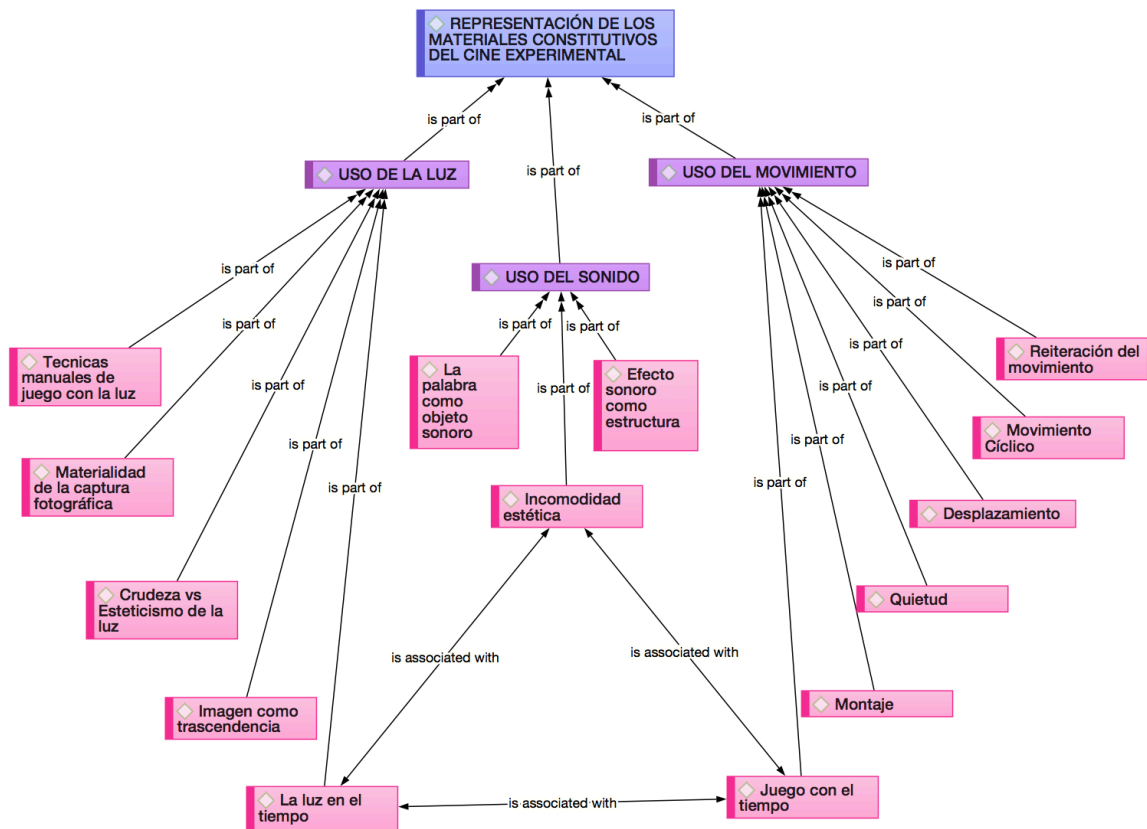 REPRESENTACIÓN DE LOS
MATERIALES CONSTITUTIVOS
DEL CINE EXPERIMENTAL
is part of
is part of
is part of
USO DE LA LUZ
USO DEL MOVIMIENTO
USO DEL SONIDO
is part of
is part of
is part of
is part of
is part of
is part of
is part of
is part of
is part of
is part of
is part of
is part of
is part of
is part of
Tecnicas
manuales de
juego con la luz
La
palabra
como
objeto
sonoro
Efecto
sonoro
como
estructura
Reiteración del
movimiento
Movimiento
Cíclico
Materialidad
de la captura
fotográfica
Incomodidad
estética
Desplazamiento
Crudeza vs
Esteticismo de la
luz
Quietud
is associated with
is associated with
Imagen como
trascendencia
Montaje
La luz en el
tiempo
is associated with
Juego con el
tiempo